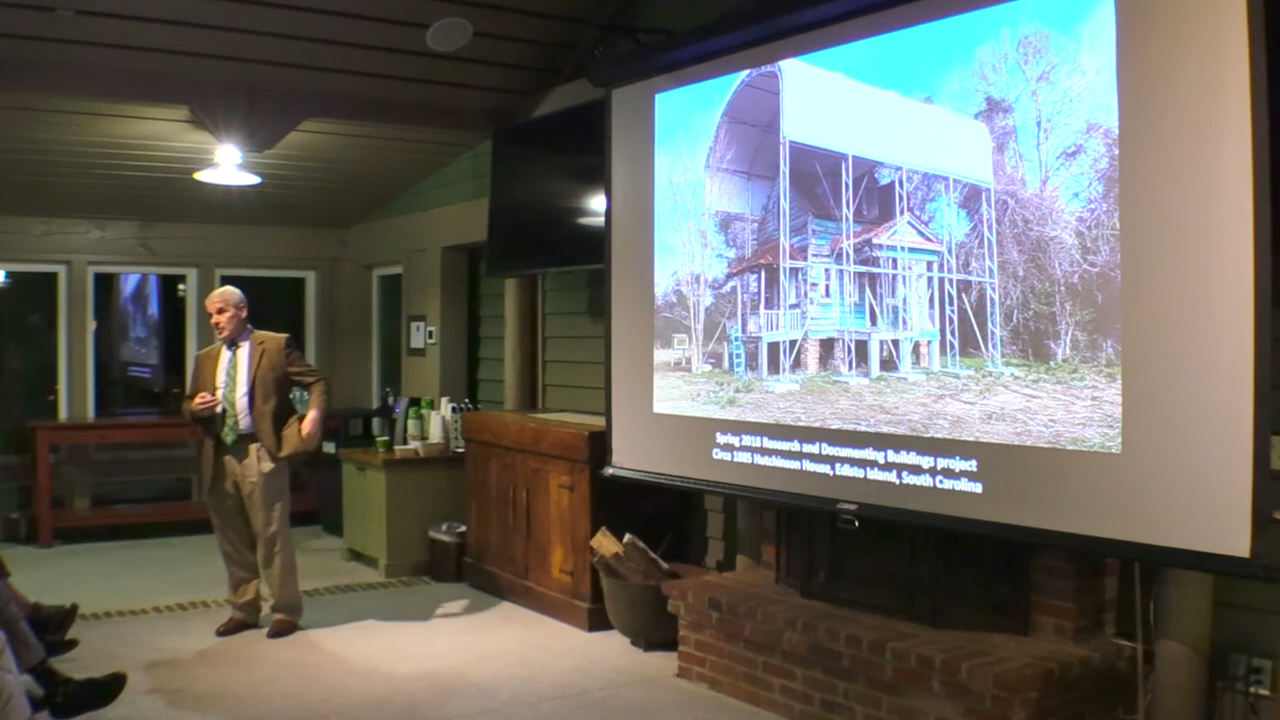 Spring 2018 Research and Documenting Buildings project
Circa 1885 Hutchinson House, Edisto Island, South Carolina